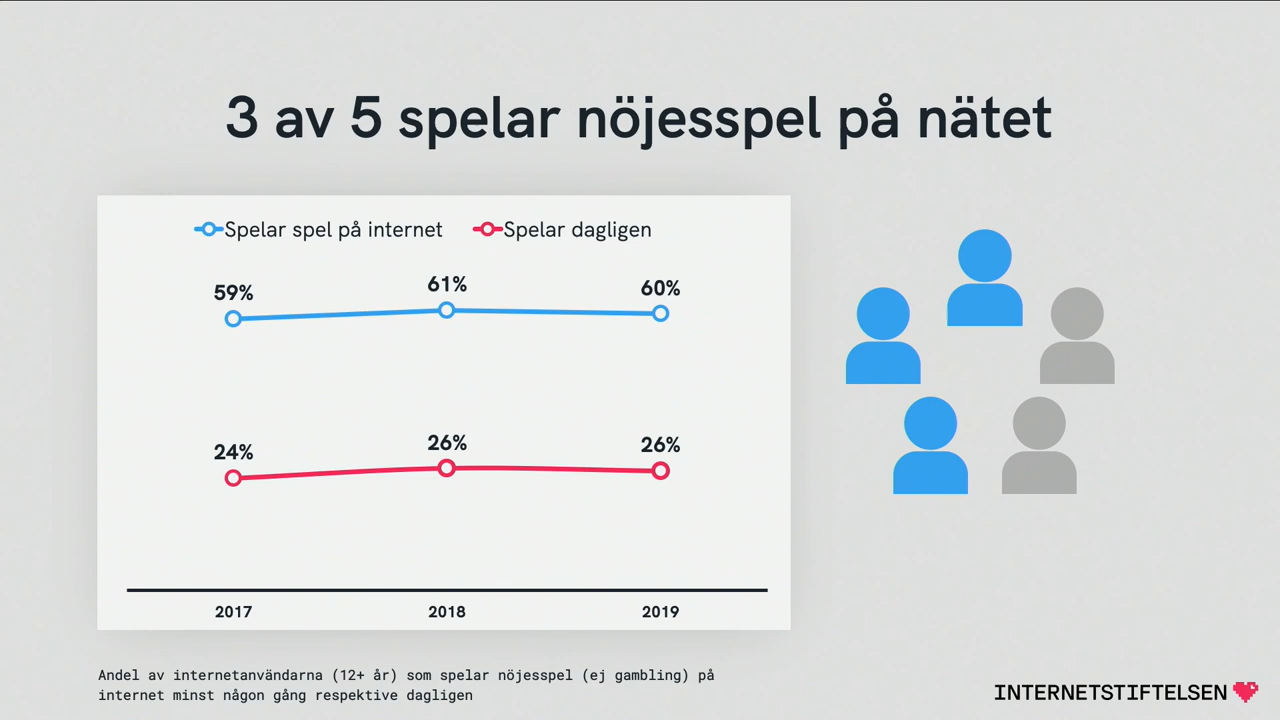 3 av 5 spelar nöjesspel på nätet
Spelar spel på internet
Spelar dagligen
59%
61%
60%
24%
26%
26%
2017
2018
2019
Andel av internetanvändarna (12+ år) som spelar nöjesspel (ej gambling) på
internet minst någon gång respektive dagligen
INTERNETSTIFTELSEN